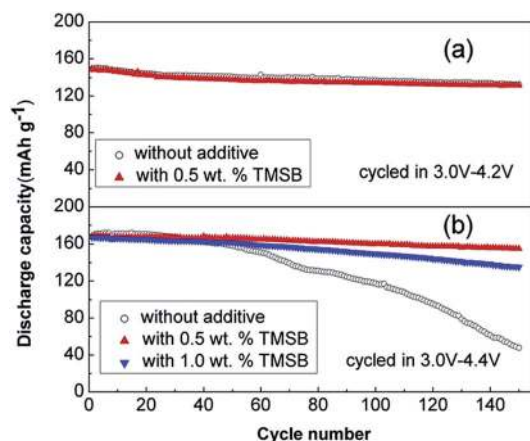 200
(a)
160
120
80
without additive
40
with 0.5 wt. % TMSB
cycled in 3.0V-4.2V
Discharge capacity(mAh g⁻¹)
200
(b)
160
120
without additive
80
with 0.5 wt. % TMSB
with 1.0 wt. % TMSB
cycled in 3.0V-4.4V
40
0 20 40 60 80 100 120 140
Cycle number